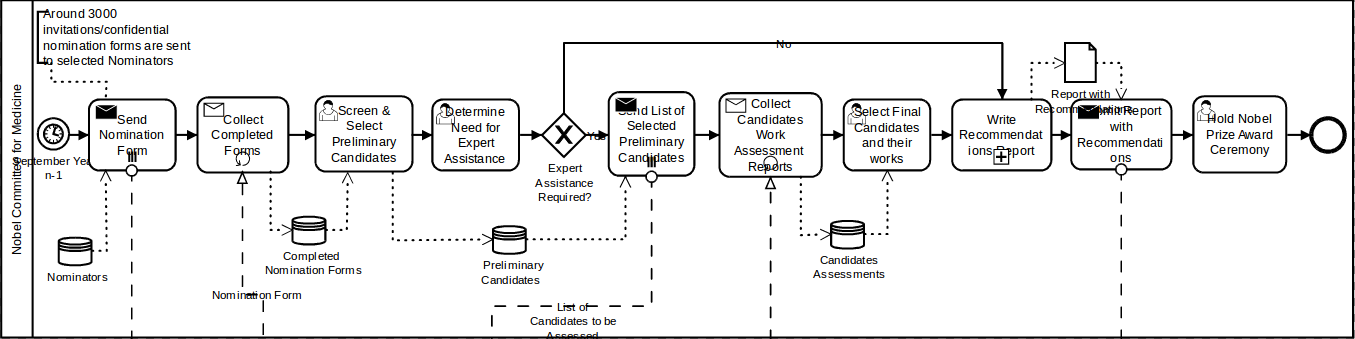 Around 3000
invitations/confidential
nomination forms are sent
to selected Nominators
Nobel Committee for Medicine
September Year
n-1
Send
Nomination
Form
Collect
Completed
Forms
Screen &
Select
Preliminary
Candidates
Determine
Need for
Expert
Assistance
No
Yes
Expert
Assistance
Required?
Send List of
Selected
Preliminary
Candidates
Collect
Candidates
Work
Assessment
Reports
Select Final
Candidates
and their
works
Write
Recommendat
ions Report
Report with
Recommendations
Submit Report
with
Recommendati
ons
Hold Nobel
Prize Award
Ceremony
Nominators
Completed
Nomination Forms
Preliminary
Candidates
Candidates
Assessments
Nomination Form
List of
Candidates to be
Assessed